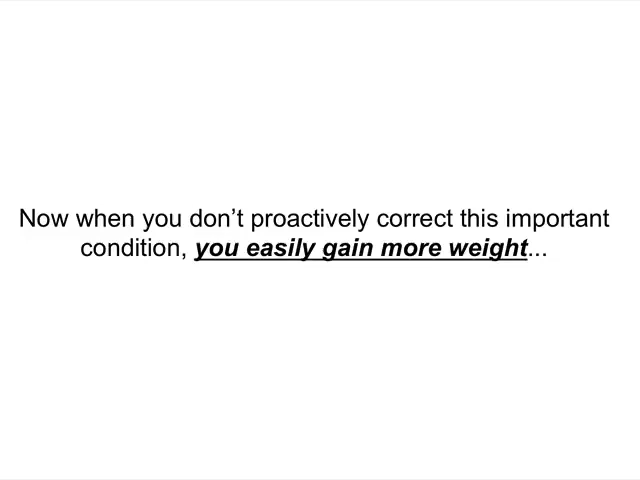 Now when you don’t proactively correct this important
condition, you easily gain more weight...